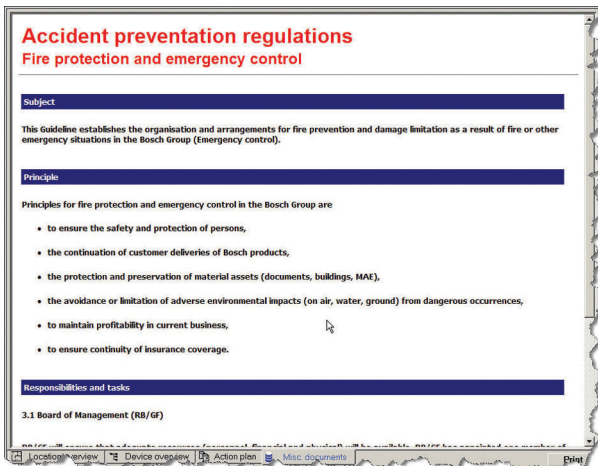 Accident preventation regulations
Fire protection and emergency control
Subject
This Guideline establishes the organisation and arrangements for fire prevention and damage limitation as a result of fire or other
emergency situations in the Bosch Group (Emergency control).
Principle
Principles for fire protection and emergency control in the Bosch Group are
• to ensure the safety and protection of persons,
• the continuation of customer deliveries of Bosch products,
• the protection and preservation of material assets (documents, buildings, MAE),
• the avoidance or limitation of adverse environmental impacts (on air, water, ground) from dangerous occurrences,
• to maintain profitability in current business,
• to ensure continuity of insurance coverage.
Responsibilities and tasks
3.1 Board of Management (RB/GF)
Location overview Device overview Action plan Misc. documents Print